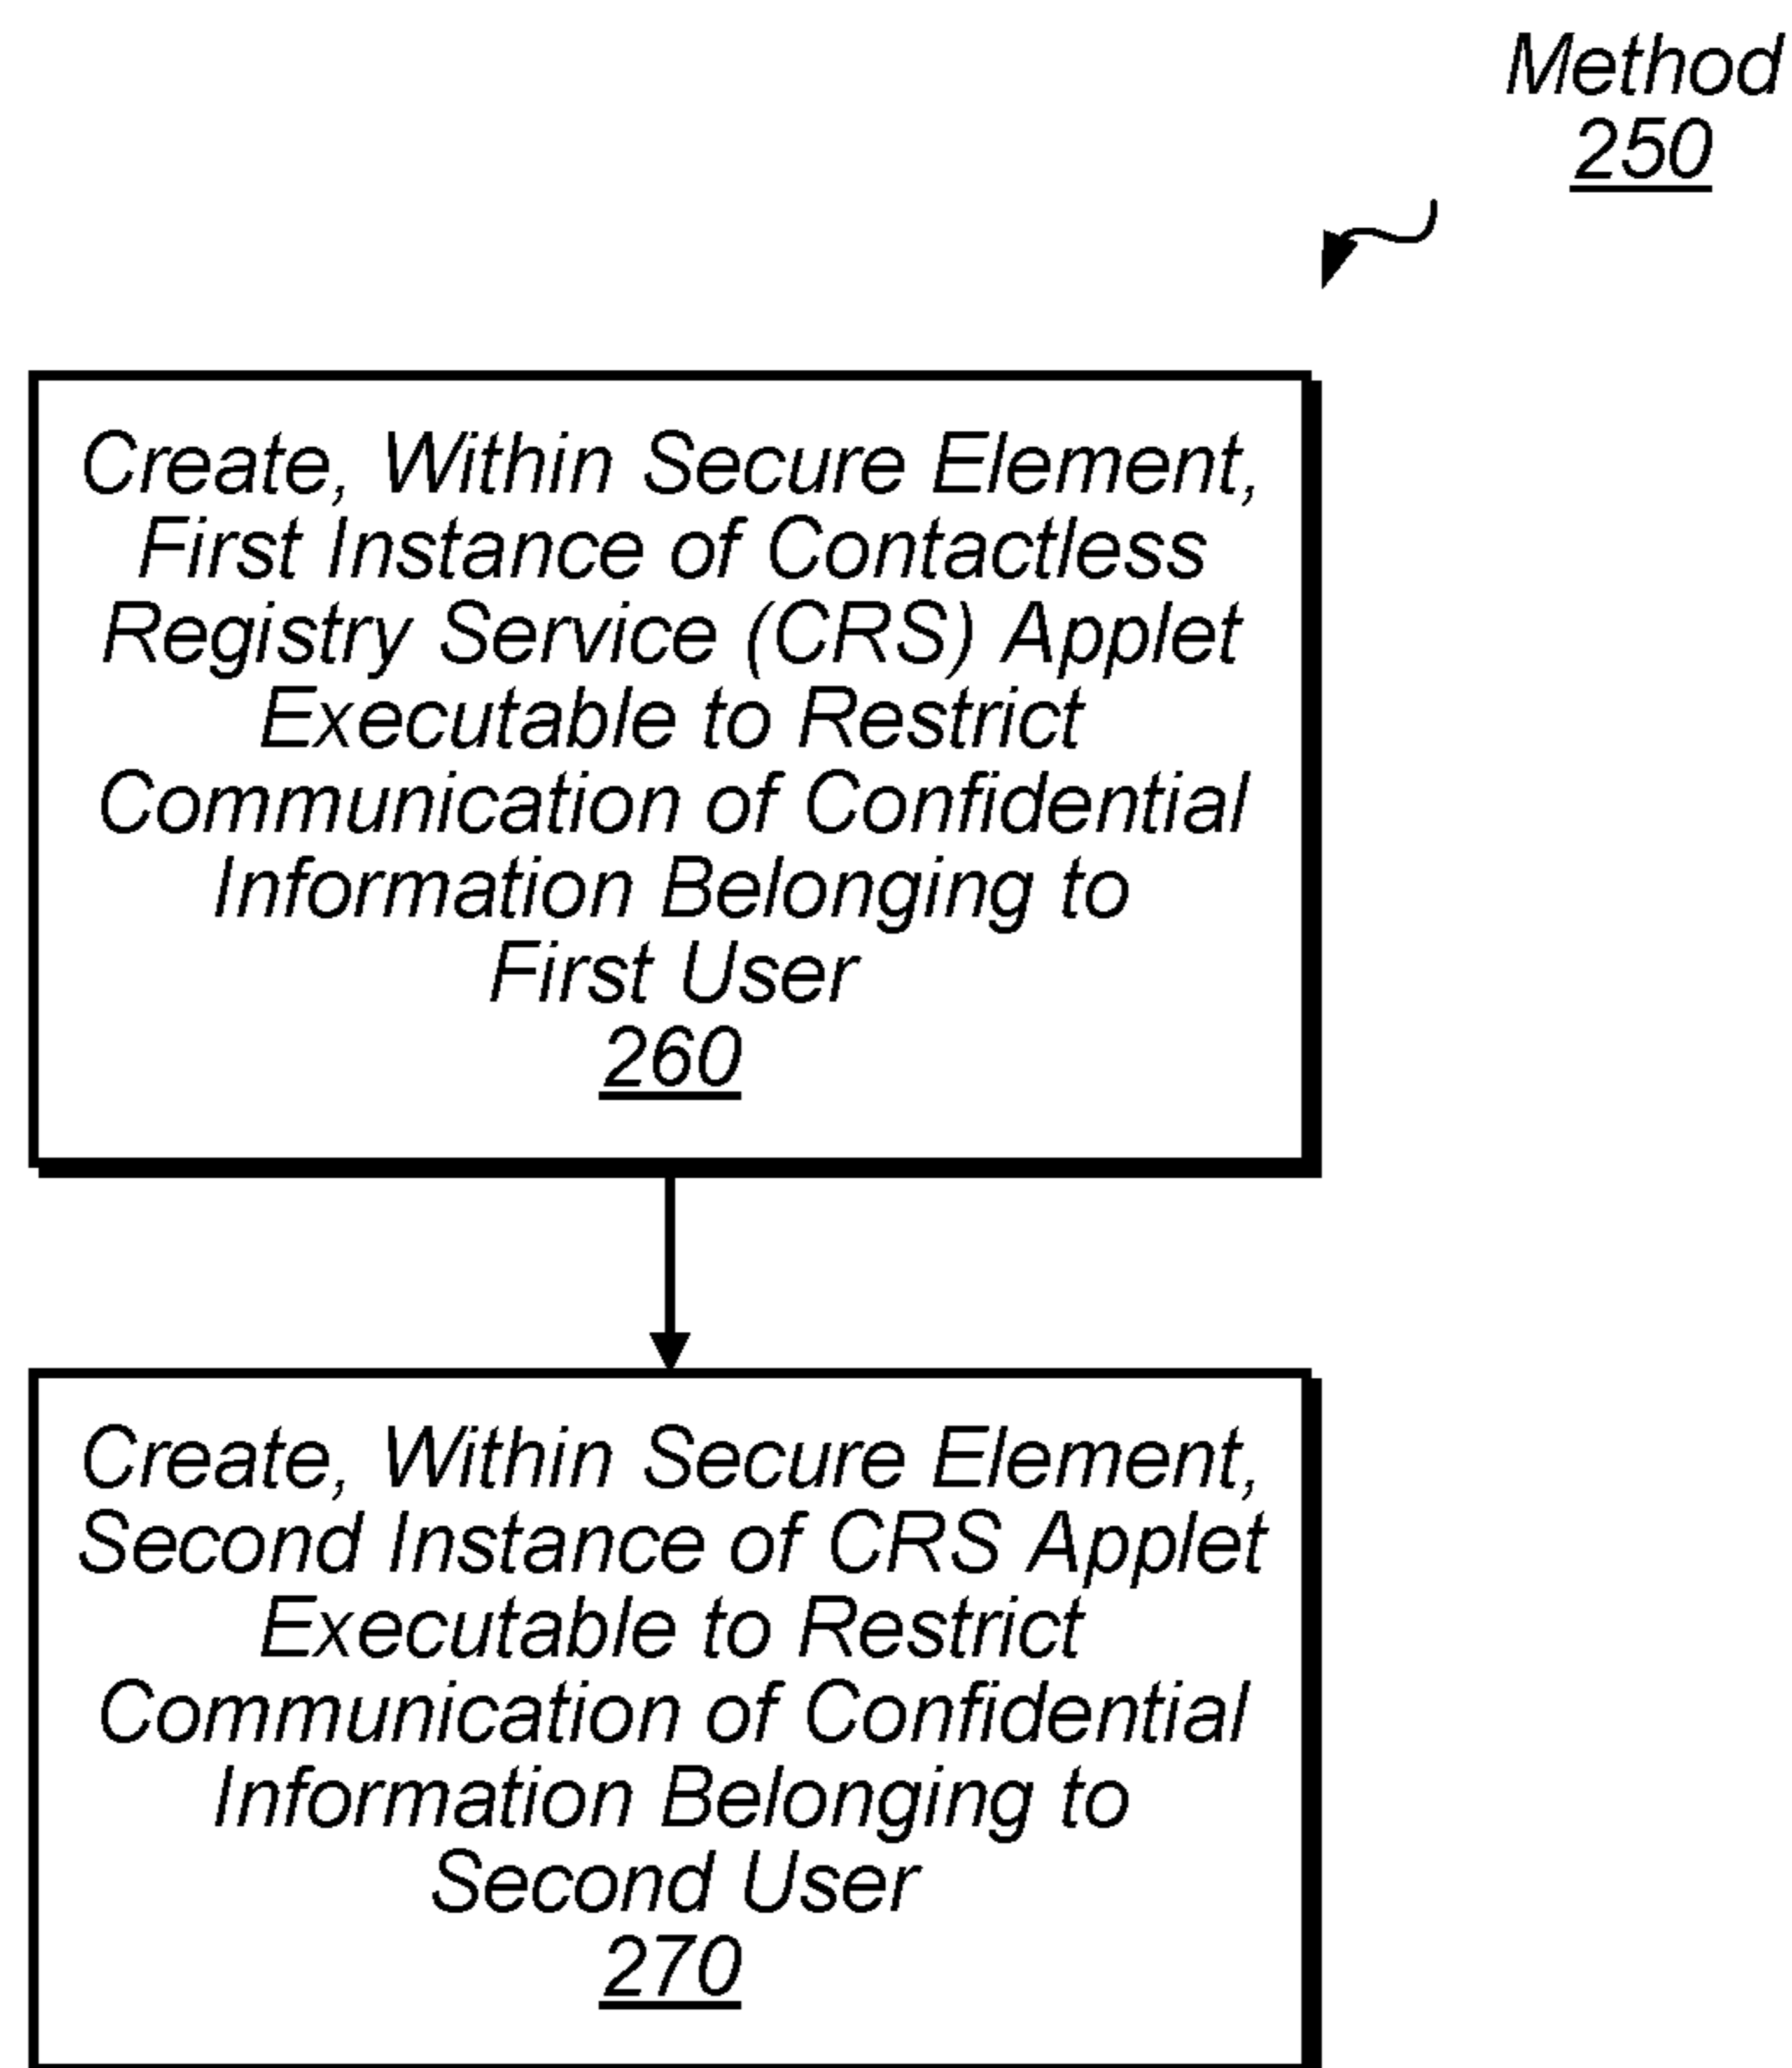 Method
250
Create, Within Secure Element,
First Instance of Contactless
Registry Service (CRS) Applet
Executable to Restrict
Communication of Confidential
Information Belonging to
First User
260
Create, Within Secure Element,
Second Instance of CRS Applet
Executable to Restrict
Communication of Confidential
Information Belonging to
Second User
270